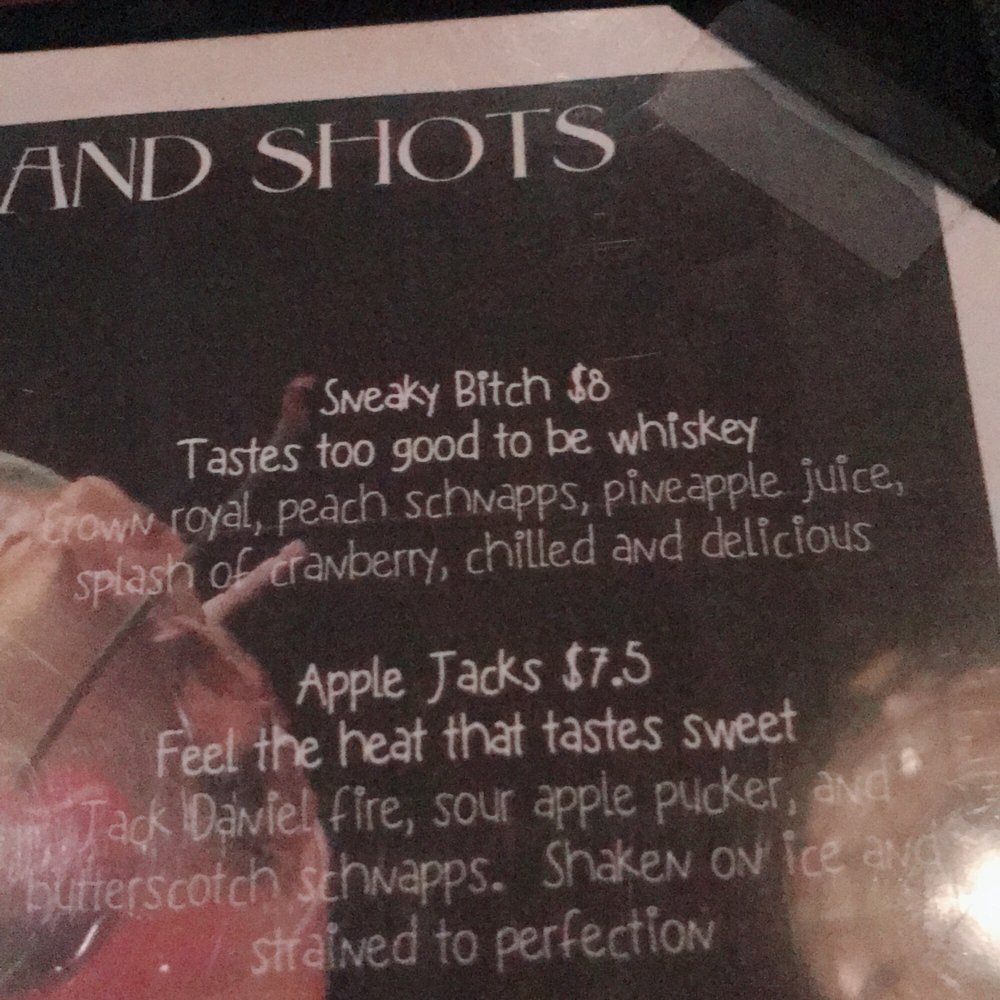 AND SHOTS
Sneaky Bitch $8
Tastes too good to be whiskey
Crown royal, peach schnapps, pineapple juice,
splash of cranberry, chilled and delicious
Apple Jacks $7.5
Feel the heat that tastes sweet
Jack Daniel fire, sour apple pucker, and
butterscotch schnapps. Shaken on ice and
strained to perfection